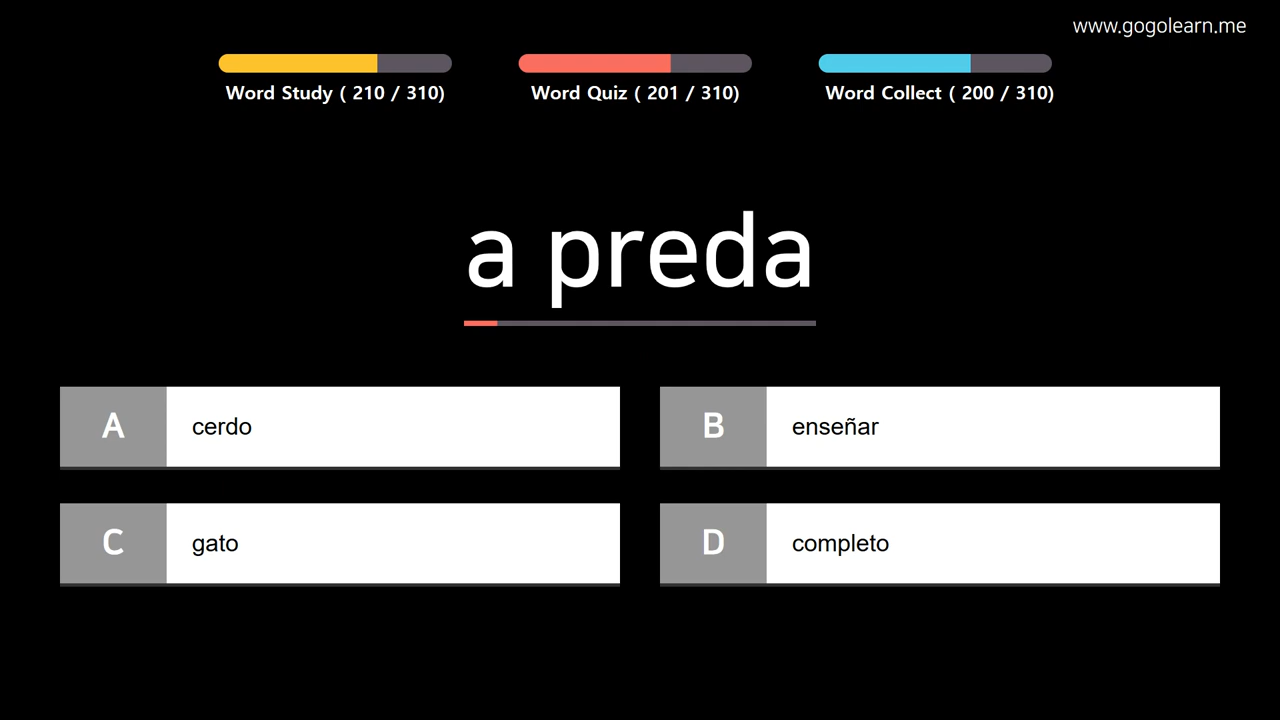 www.gogolearn.me
Word Study ( 210 / 310)
Word Quiz ( 201 / 310)
Word Collect ( 200 / 310)
a preda
A cerdo
B enseñar
C gato
D completo